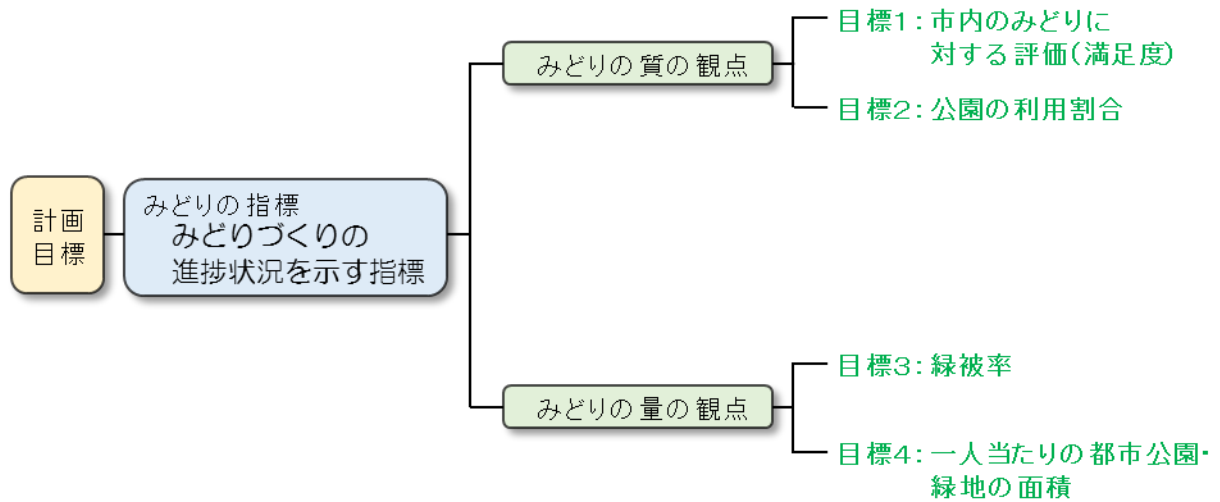 計画
目標
みどりの指標
みどりづくりの
進捗状況を示す指標
みどりの質の観点
目標1：市内のみどりに
対する評価(満足度)
目標2：公園の利用割合
みどりの量の観点
目標3：緑被率
目標4：一人当たりの都市公園・
緑地の面積